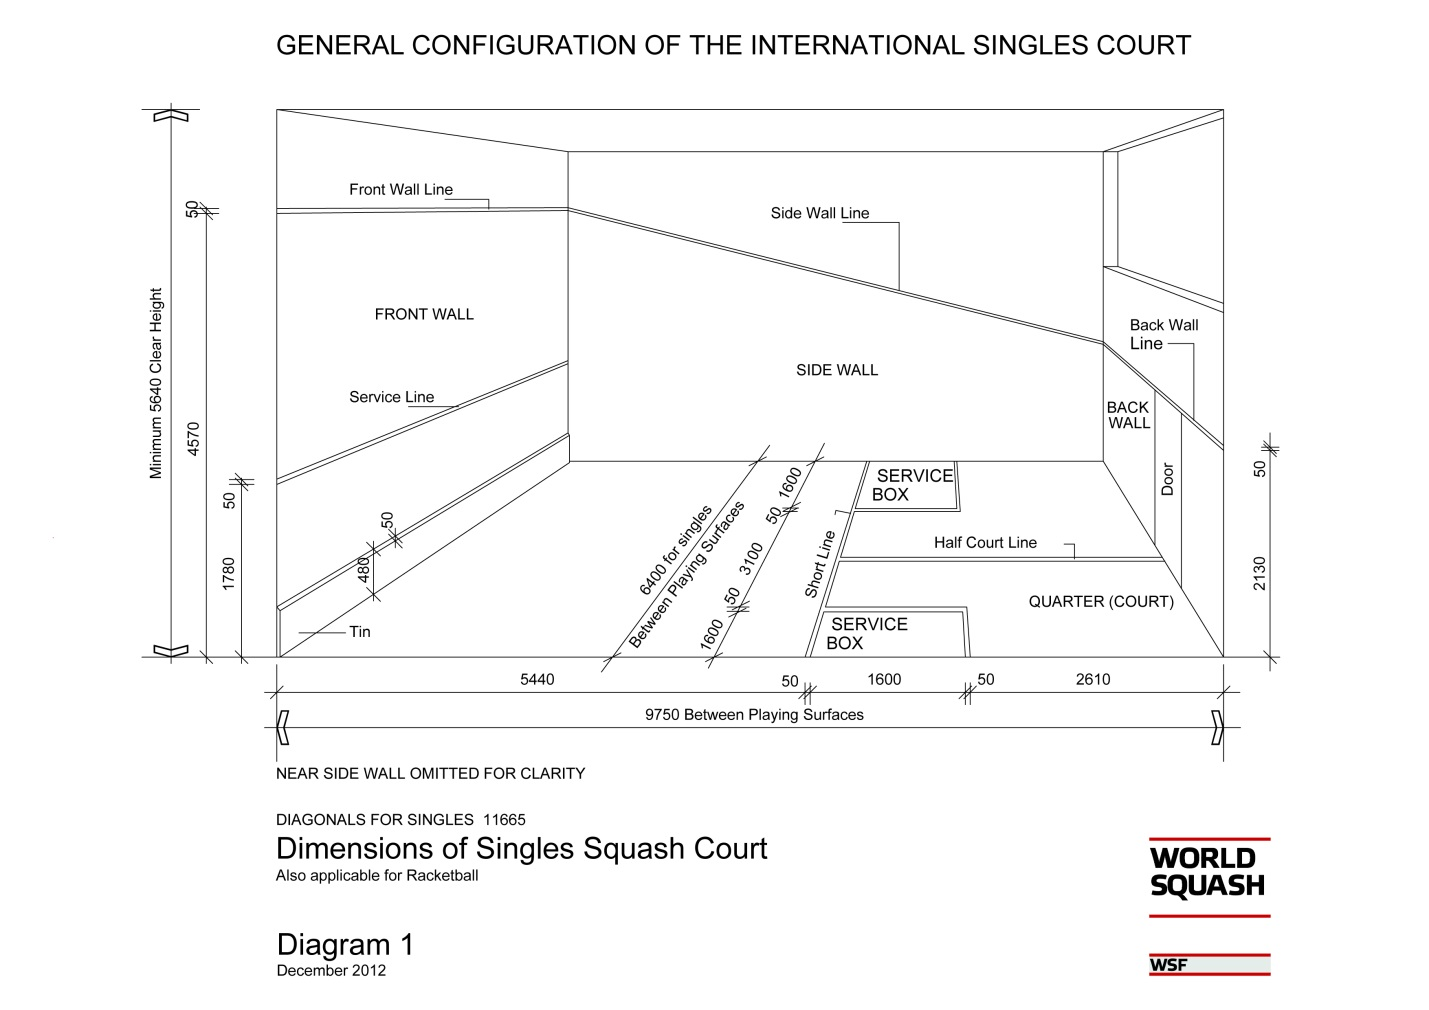 GENERAL CONFIGURATION OF THE INTERNATIONAL SINGLES COURT
Front Wall Line
50
Side Wall Line
Minimum 5640 Clear Height
FRONT WALL
Back Wall
Line
SIDE WALL
Service Line
BACK
WALL
4570
Door
50
50
1600
SERVICE
BOX
50
50
6400 for singles
Between Playing Surfaces
3100
Short Line
Half Court Line
480
1780
2130
50
QUARTER (COURT)
1600
SERVICE
BOX
Tin
5440
50
1600
50
2610
9750 Between Playing Surfaces
NEAR SIDE WALL OMITTED FOR CLARITY
DIAGONALS FOR SINGLES 11665
Dimensions of Singles Squash Court
Also applicable for Racketball
WORLD
SQUASH
Diagram 1
December 2012
WSF